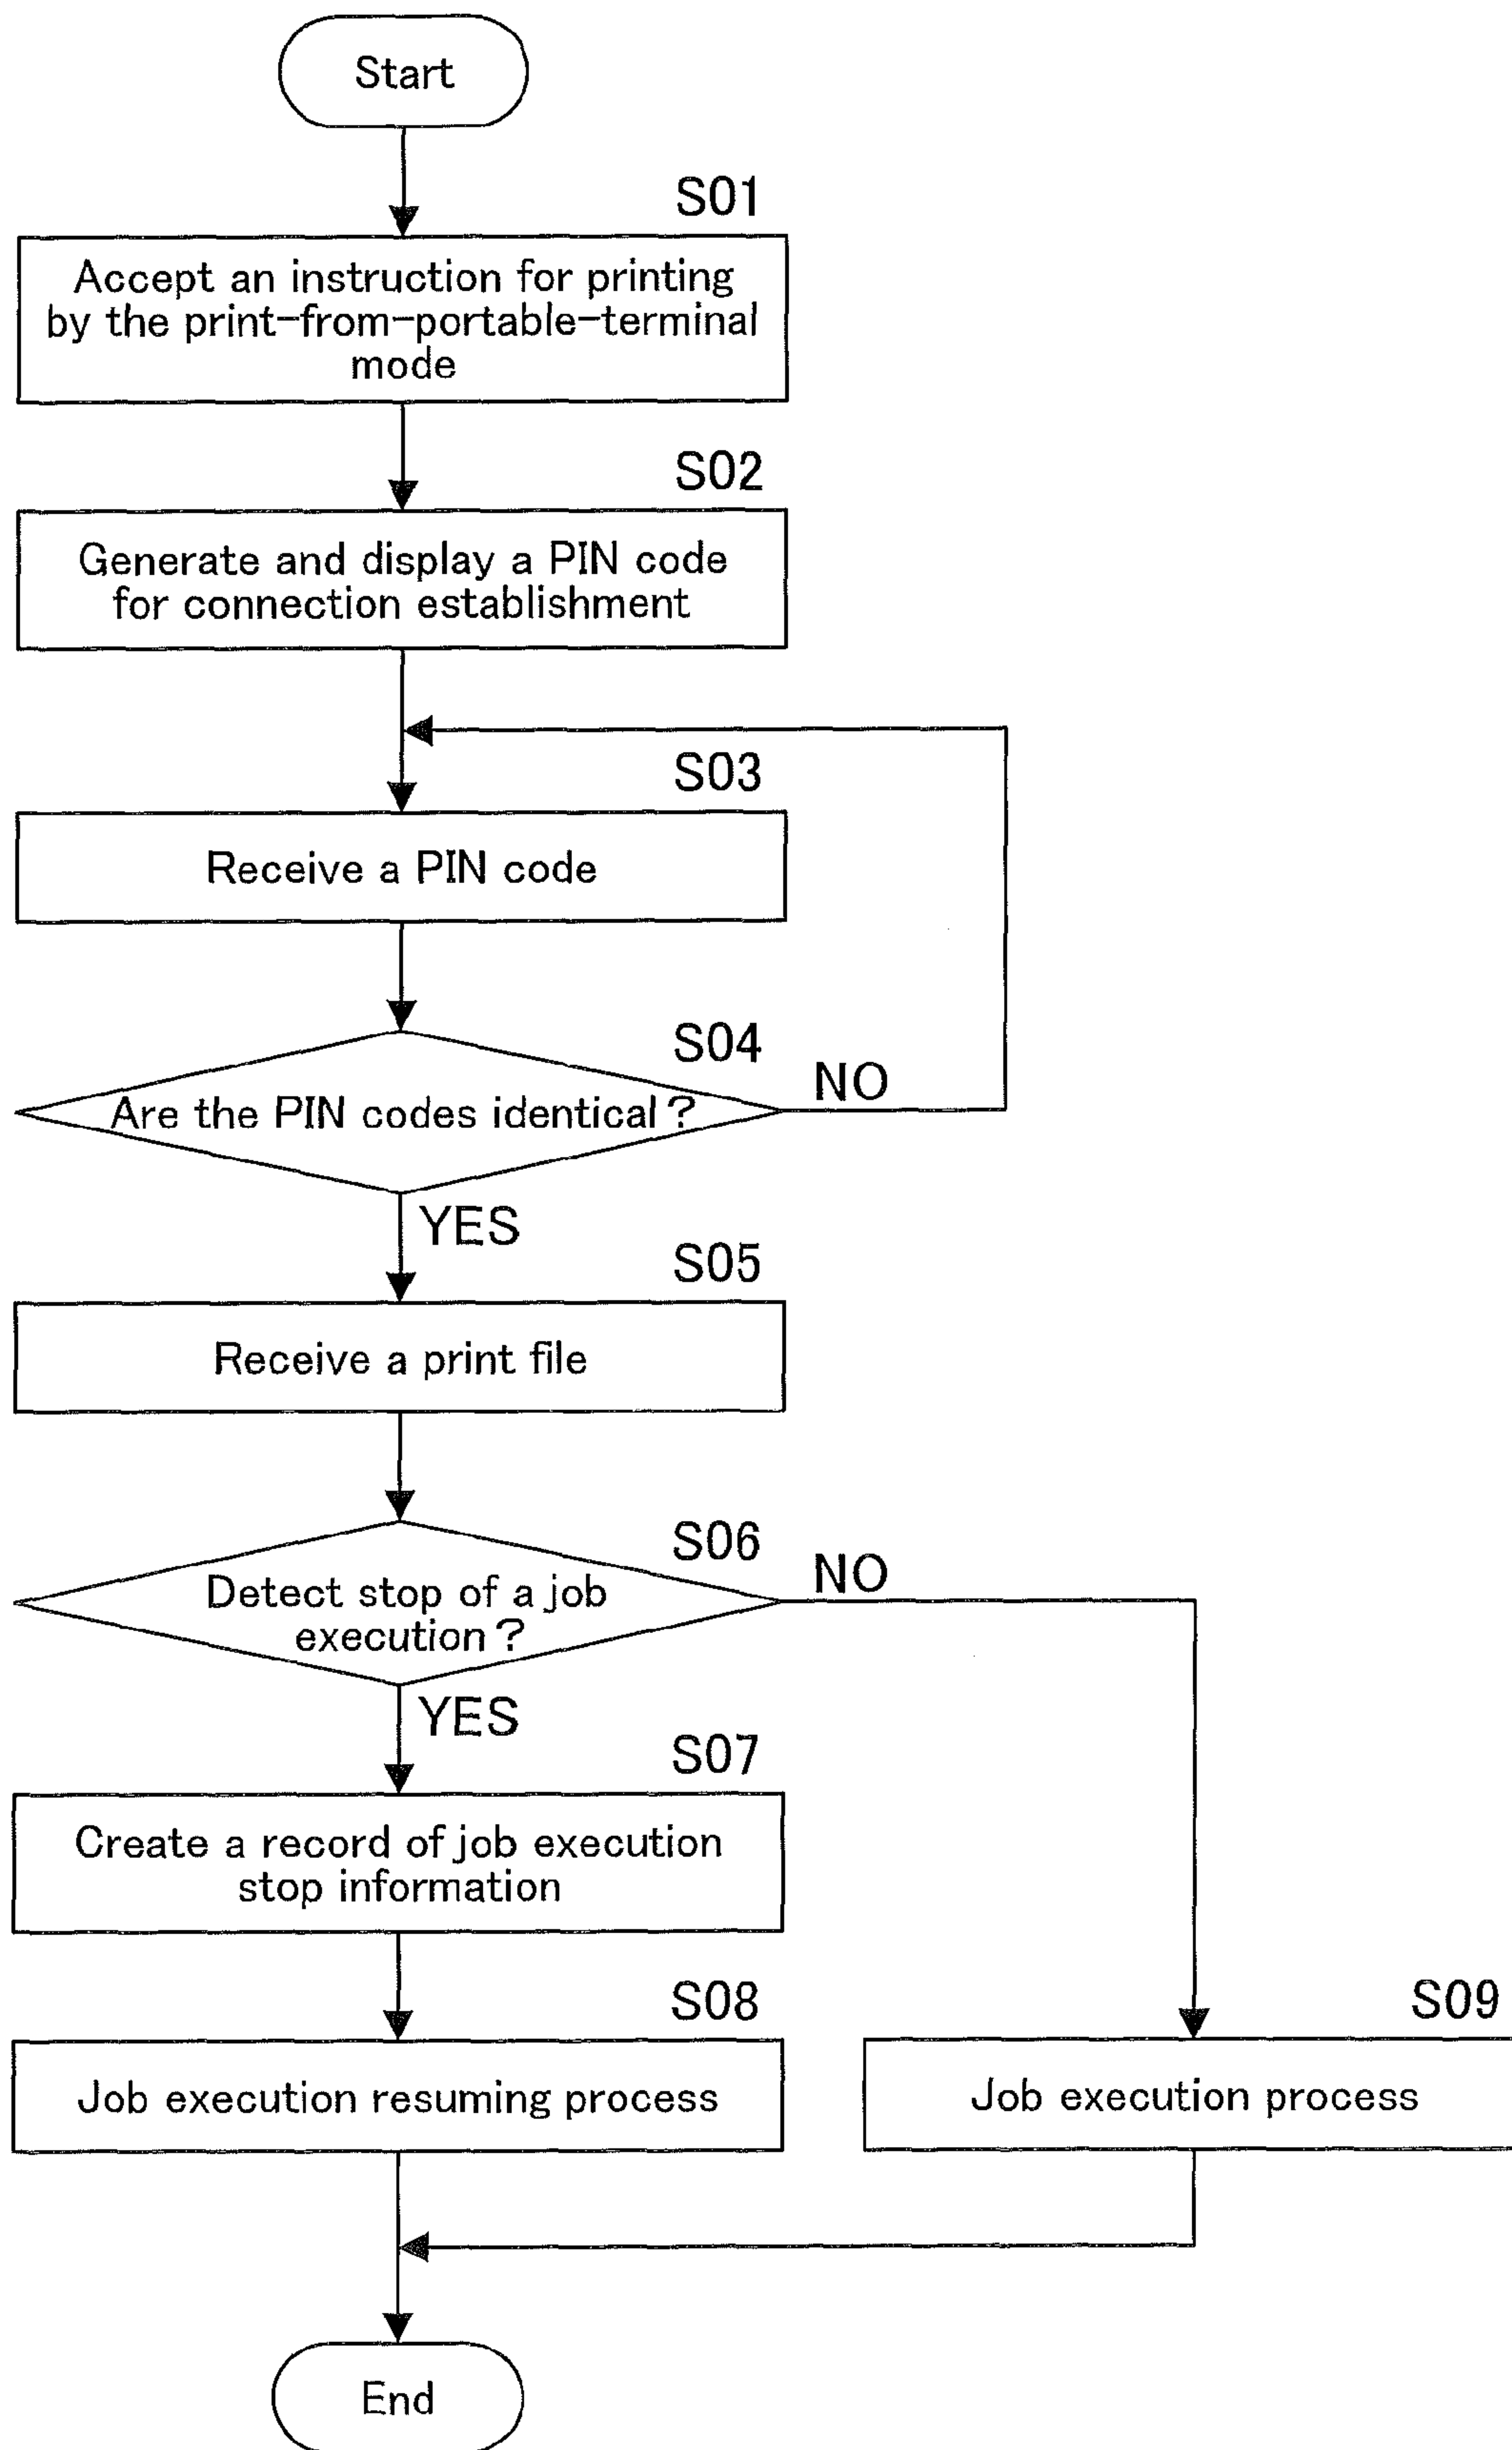 Start
S01
Accept an instruction for printing
by the print-from-portable-terminal
mode
S02
Generate and display a PIN code
for connection establishment
S03
Receive a PIN code
S04
Are the PIN codes identical?
NO
YES
S05
Receive a print file
S06
Detect stop of a job
execution?
NO
YES
S07
Create a record of job execution
stop information
S08
Job execution resuming process
S09
Job execution process
End